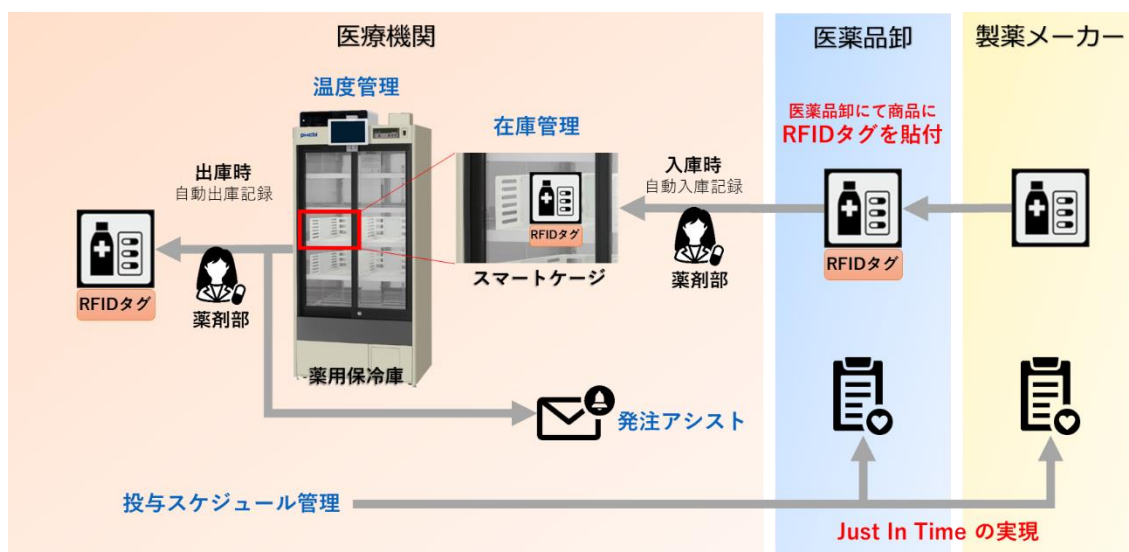 医療機関
医薬品卸
製薬メーカー
温度管理
在庫管理
医薬品卸にて商品に
RFIDタグを貼付
出庫時
自動出庫記録
入庫時
自動入庫記録
RFIDタグ
スマートケージ
薬剤部
RFIDタグ
RFIDタグ
薬剤部
薬用保冷庫
発注アシスト
投与スケジュール管理
Just In Time の実現